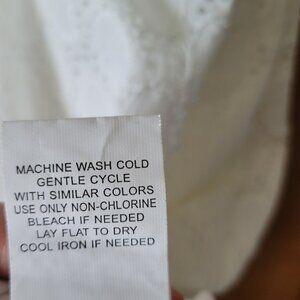 MACHINE WASH COLD
GENTLE CYCLE
WITH SIMILAR COLORS
USE ONLY NON-CHLORINE
BLEACH IF NEEDED
LAY FLAT TO DRY
COOL IRON IF NEEDED